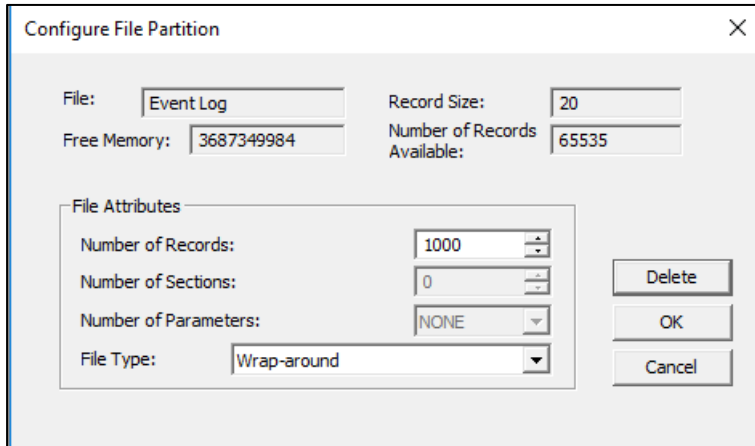 Configure File Partition
File: Event Log Record Size: 20
Free Memory: 3687349984 Number of Records Available: 65535
File Attributes
Number of Records: 1000
Number of Sections: 0
Number of Parameters: NONE
File Type: Wrap-around
Delete
OK
Cancel